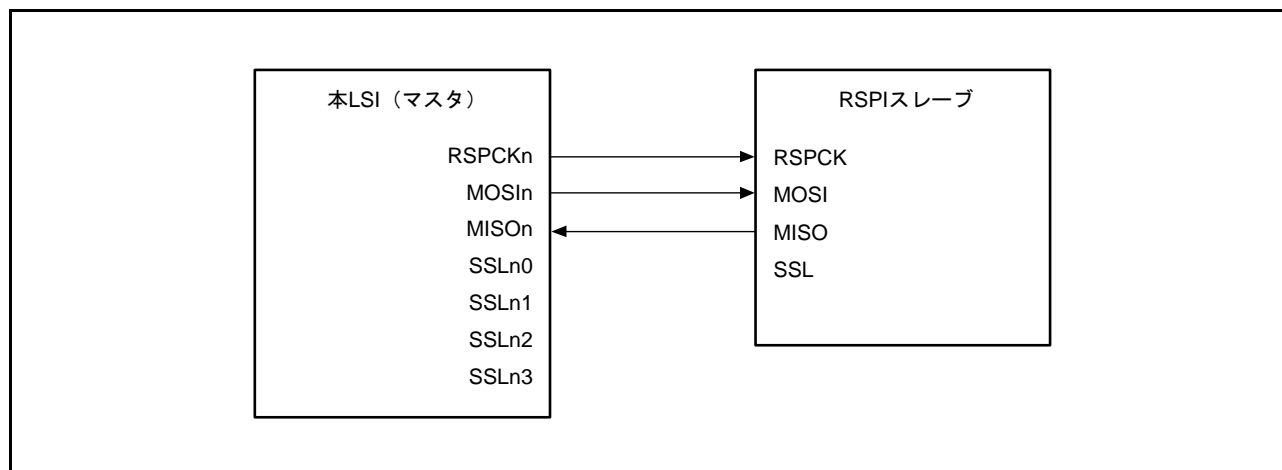 本LSI（マスタ）
RSPCKn
MOSIn
MISOn
SSLn0
SSLn1
SSLn2
SSLn3
RSPIスレーブ
RSPCK
MOSI
MISO
SSL